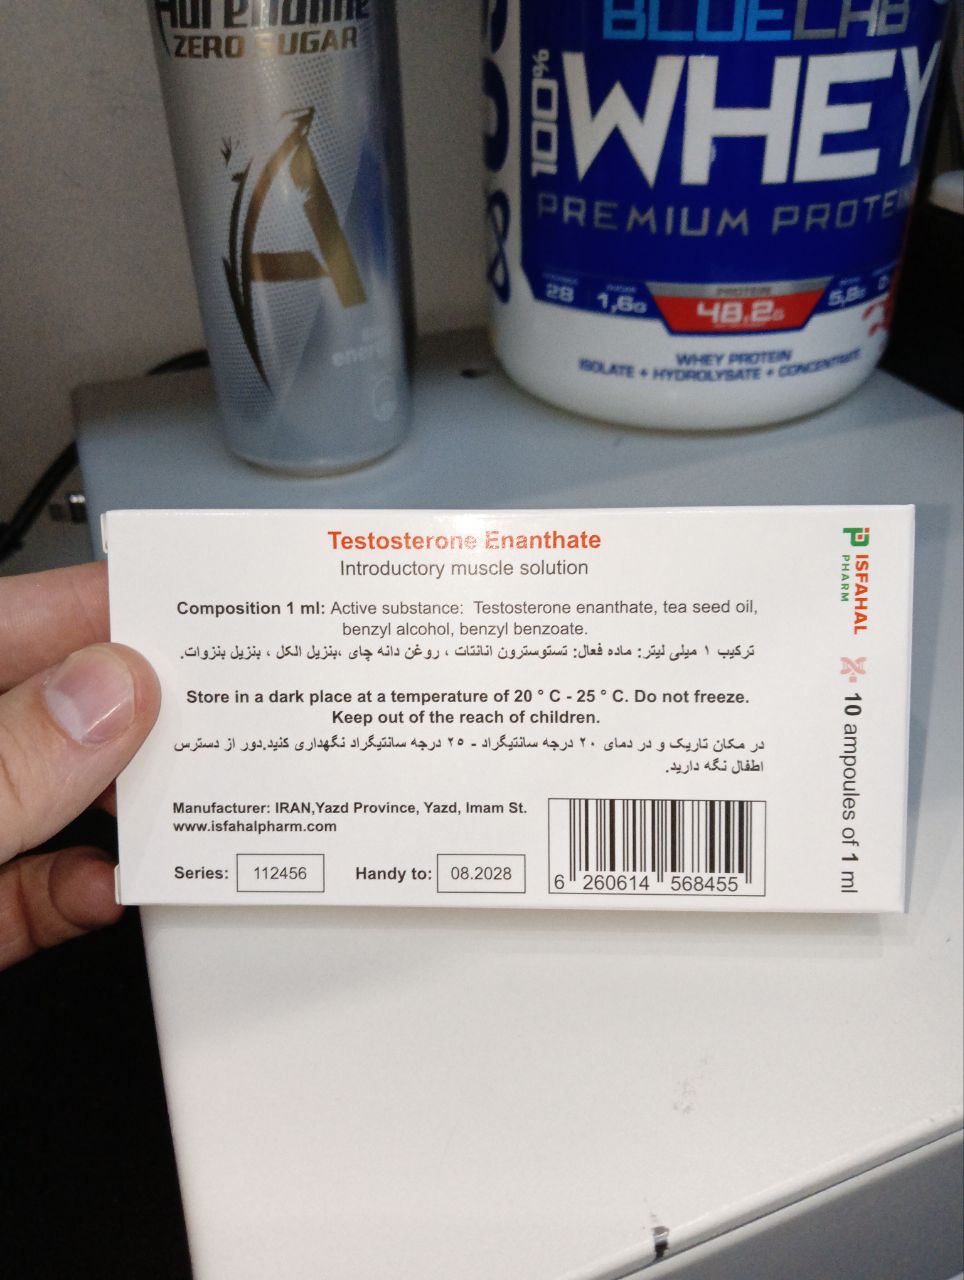 ZERO SUGAR
A
BLUELAB
100%
WHEY
PREMIUM PROTEIN
28
1,6G
PROTEIN
48,2G
5,8G
WHEY PROTEIN
ISOLATE + HYDROLYSATE + CONCENTRATE
Testosterone Enanthate
Introductory muscle solution
Composition 1 ml: Active substance: Testosterone enanthate, tea seed oil,
benzyl alcohol, benzyl benzoate.
ترکیب ۱ میلی لیتر: ماده فعال: تستوسترون انانتات ، روغن دانه چای ،بنزیل الکل ، بنزیل بنزوات.
Store in a dark place at a temperature of 20 ° C - 25 ° C. Do not freeze.
Keep out of the reach of children.
در مکان تاریک و در دمای ۲۰ درجه سانتیگراد - ۲۵ درجه سانتیگراد نگهداری کنید.دور از دسترس
اطفال نگه دارید.
Manufacturer: IRAN,Yazd Province, Yazd, Imam St.
www.isfahalpharm.com
Series: 112456
Handy to: 08.2028
6 260614 568455
ISFAHAL
PHARM
10 ampoules of 1 ml